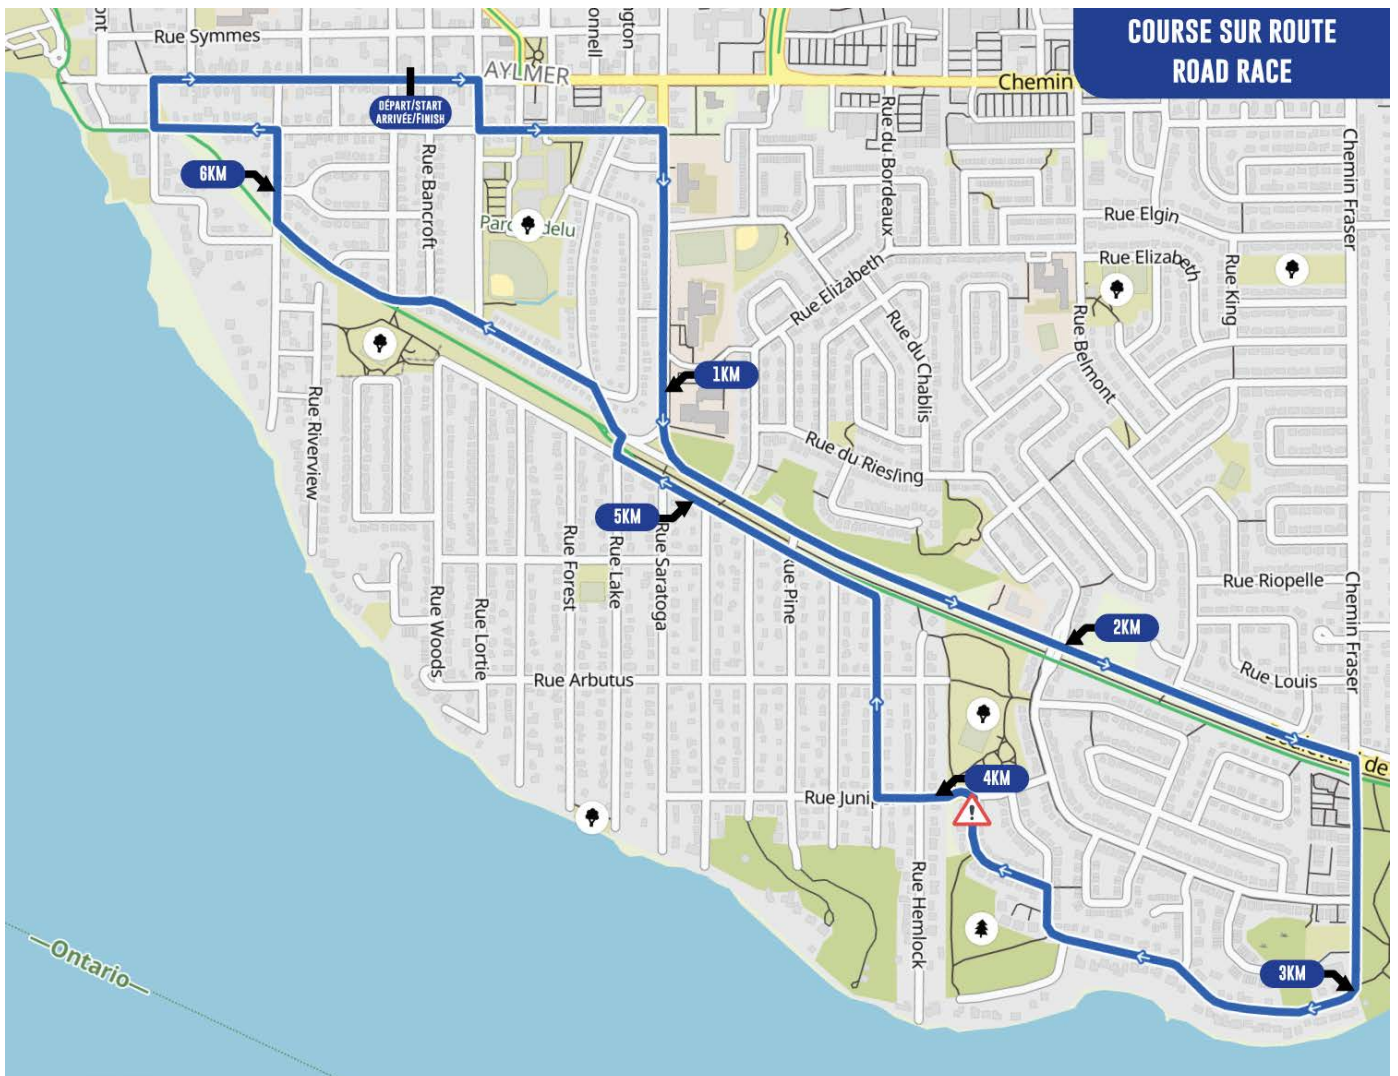 COURSE SUR ROUTE
ROAD RACE
Rue Symmes
AYLMER
Chemin
DÉPART/START
ARRIVÉE/FINISH
6KM
Rue Bancroft
Rue du Bordeaux
Chemin Fraser
Rue Elgin
Rue Elizabeth
Rue Elizabeth
Rue King
Rue Belmont
Rue du Chablis
1KM
Rue Riverview
Rue du Riesling
5KM
Rue Forest
Rue Lake
Rue Saratoga
Rue Woods
Rue Lortie
Rue Arbutus
2KM
Rue Riopelle
Chemin Fraser
Rue Louis
4KM
Rue Hemlock
3KM
Ontario